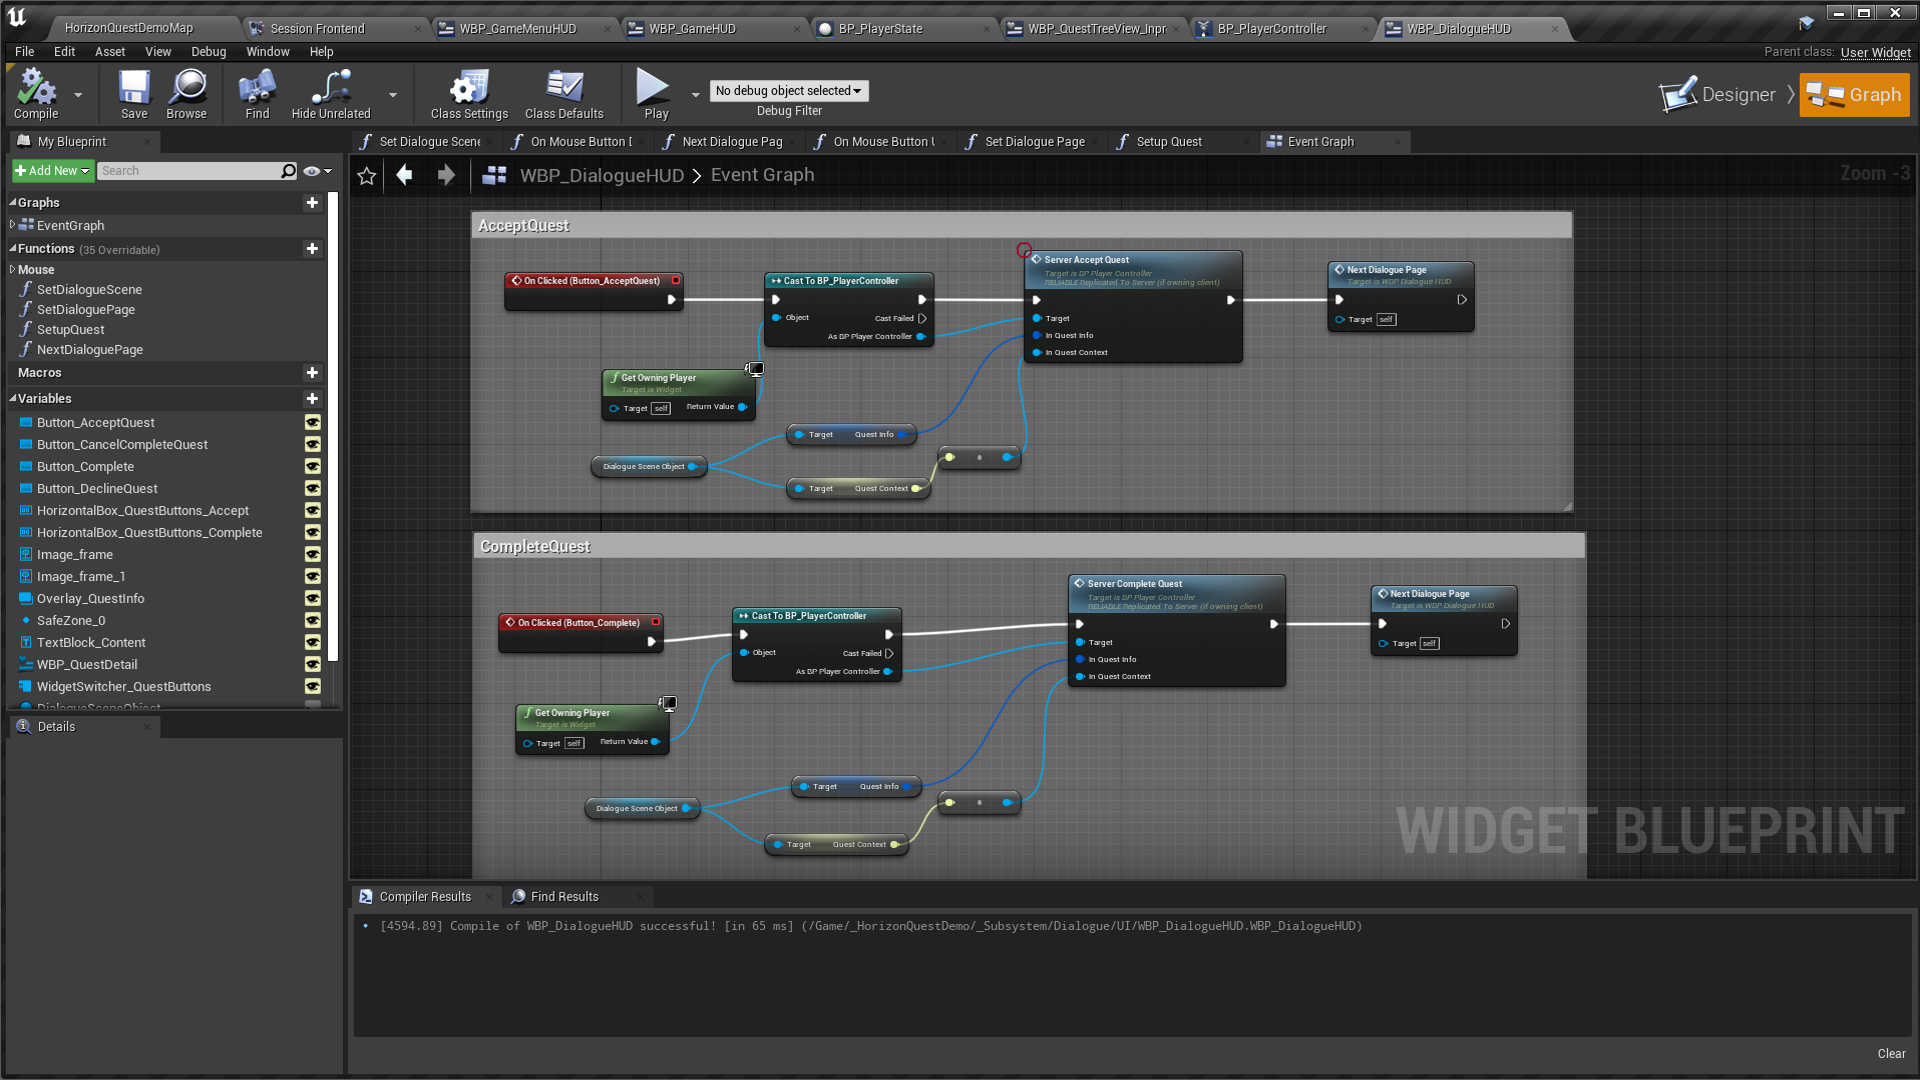 HorizonQuestDemoMap
Session Frontend
WBP_GameMenuHUD
WBP_GameHUD
BP_PlayerState
WBP_QuestTreeView_Inpr
BP_PlayerController
WBP_DialogueHUD
File Edit Asset View Debug Window Help
Parent class: User Widget
Compile
Save
Browse
Find
Hide Unrelated
Class Settings
Class Defaults
Play
No debug object selected
Debug Filter
Designer
Graph
My Blueprint
Set Dialogue Scene
On Mouse Button
Next Dialogue Pag
On Mouse Button
Set Dialogue Page
Setup Quest
Event Graph
Add New
Search
WBP_DialogueHUD > Event Graph
Zoom -3
Graphs
EventGraph
Functions (35 Overridable)
Mouse
SetDialogueScene
SetDialoguePage
SetupQuest
NextDialoguePage
Macros
Variables
Button_AcceptQuest
Button_CancelCompleteQuest
Button_Complete
Button_DeclineQuest
HorizontalBox_QuestButtons_Accept
HorizontalBox_QuestButtons_Complete
Image_frame
Image_frame_1
Overlay_QuestInfo
SafeZone_0
TextBlock_Content
WBP_QuestDetail
WidgetSwitcher_QuestButtons
DialogueSceneObject
Details
AcceptQuest
On Clicked (Button_AcceptQuest)
Cast To BP_PlayerController
Object
Cast Failed
As BP Player Controller
Server Accept Quest
Target is BP Player Controller
RELIABLE Replicated To Server (if owning client)
Target
In Quest Info
In Quest Context
Next Dialogue Page
Target is WBP Dialogue HUD
Target self
Get Owning Player
Target is Widget
Target self Return Value
Target Quest Info
Dialogue Scene Object
Target Quest Context
CompleteQuest
On Clicked (Button_Complete)
Cast To BP_PlayerController
Object
Cast Failed
As BP Player Controller
Server Complete Quest
Target is BP Player Controller
RELIABLE Replicated To Server (if owning client)
Target
In Quest Info
In Quest Context
Next Dialogue Page
Target is WBP Dialogue HUD
Target self
Get Owning Player
Target is Widget
Target self Return Value
Target Quest Info
Dialogue Scene Object
Target Quest Context
WIDGET BLUEPRINT
Compiler Results
Find Results
[4594.89] Compile of WBP_DialogueHUD successful! [in 65 ms] (/Game/_HorizonQuestDemo/_Subsystem/Dialogue/UI/WBP_DialogueHUD.WBP_DialogueHUD)
Clear